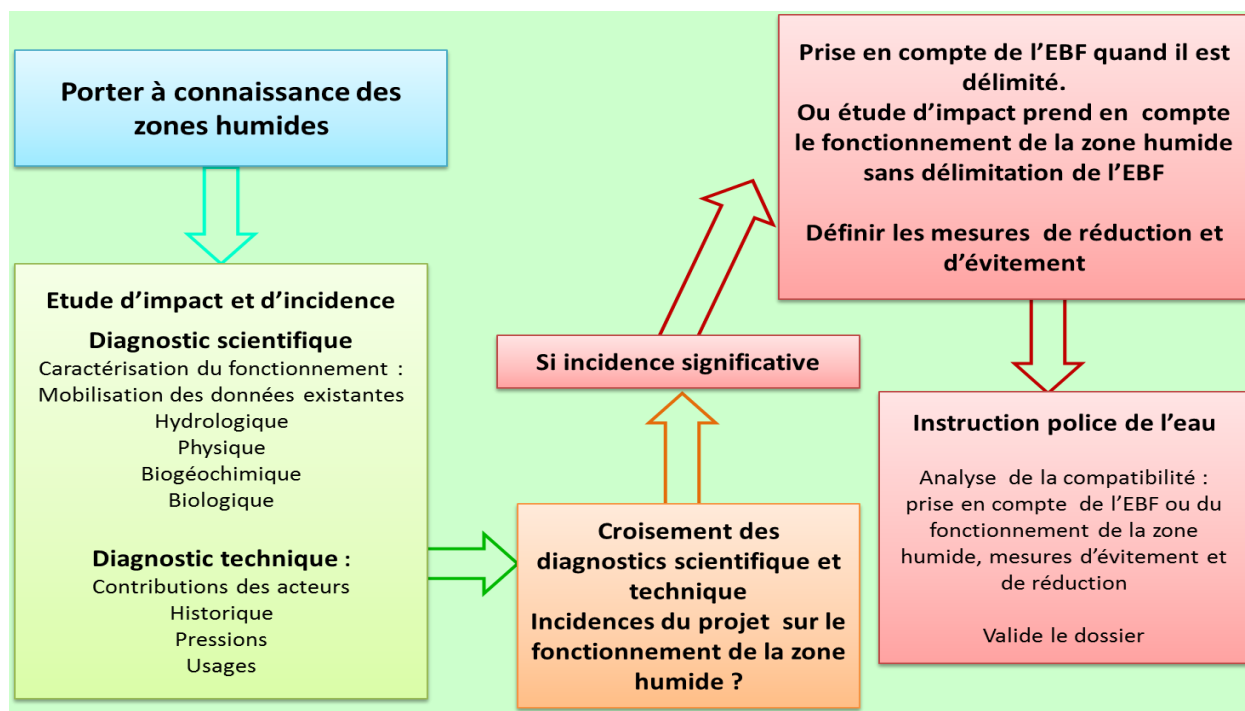 Porter à connaissance des
zones humides
Etude d’impact et d’incidence
Diagnostic scientifique
Caractérisation du fonctionnement :
Mobilisation des données existantes
Hydrologique
Physique
Biogéochimique
Biologique
Diagnostic technique :
Contributions des acteurs
Historique
Pressions
Usages
Croisement des
diagnostics scientifique et
technique
Incidences du projet sur le
fonctionnement de la zone
humide ?
Si incidence significative
Prise en compte de l’EBF quand il est
délimité.
Ou étude d’impact prend en compte
le fonctionnement de la zone humide
sans délimitation de l’EBF
Définir les mesures de réduction et
d’évitement
Instruction police de l’eau
Analyse de la compatibilité :
prise en compte de l’EBF ou du
fonctionnement de la zone
humide, mesures d’évitement et
de réduction
Valide le dossier